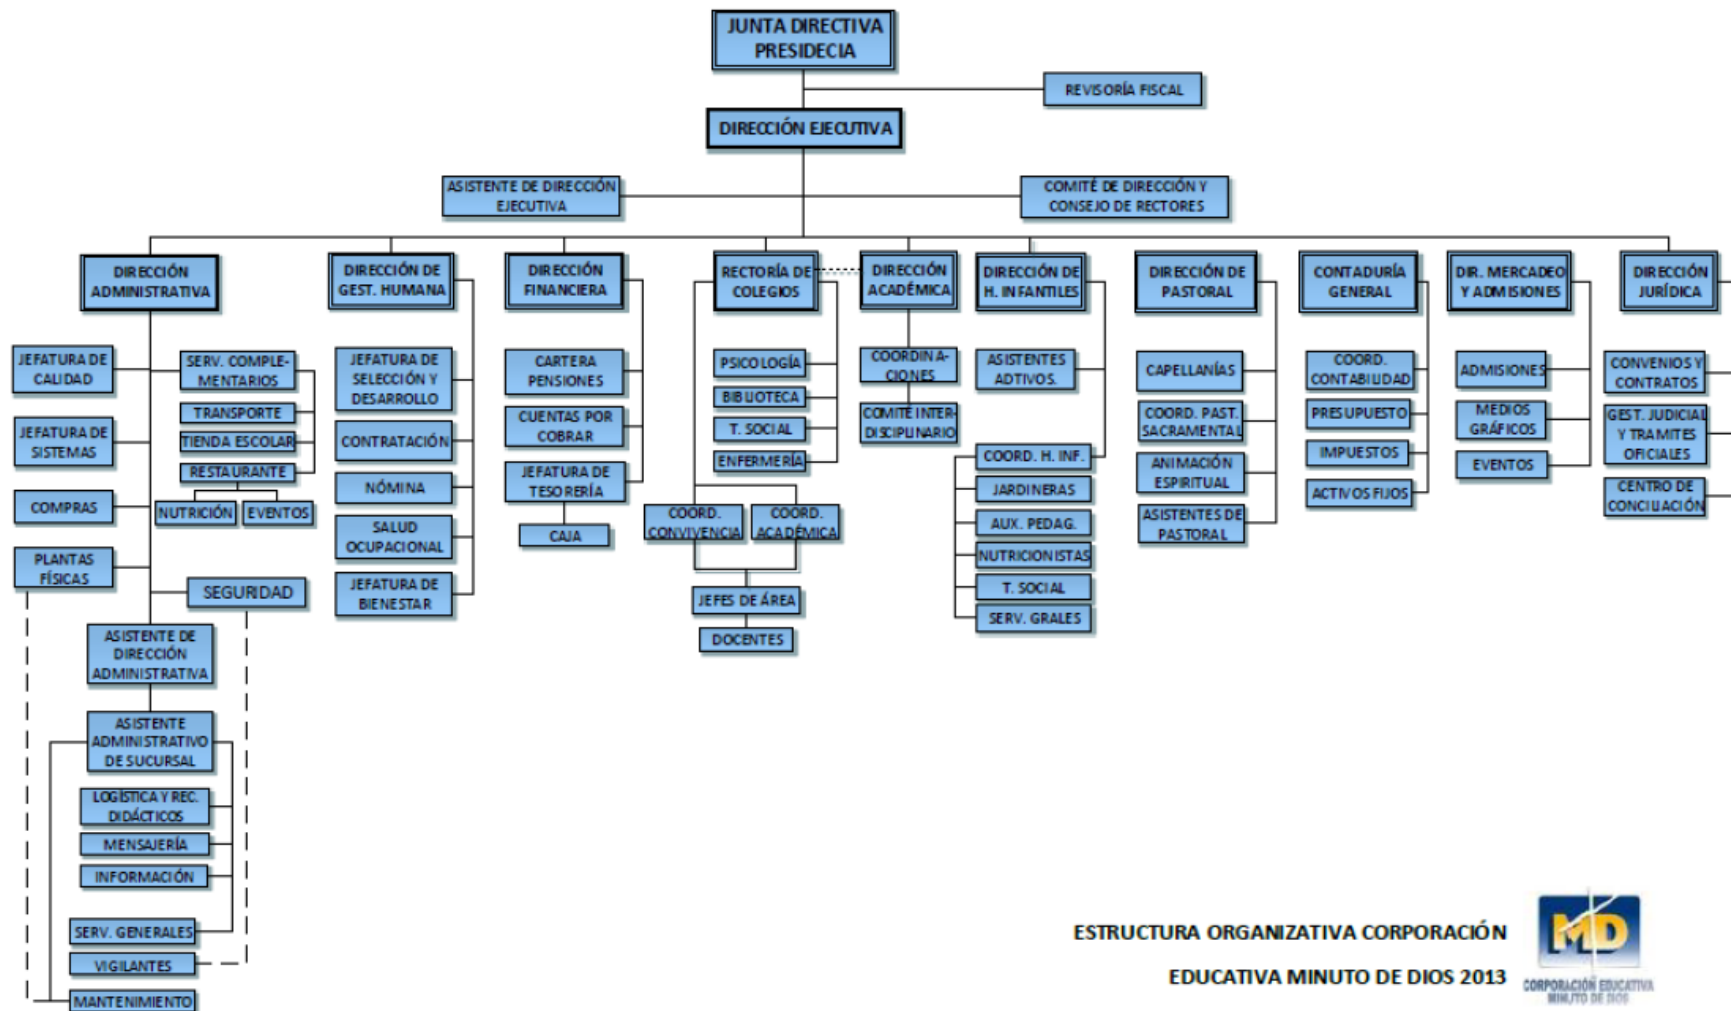 JUNTA DIRECTIVA
PRESIDECIA
REVISORÍA FISCAL
DIRECCIÓN EJECUTIVA
ASISTENTE DE DIRECCIÓN
EJECUTIVA
COMITÉ DE DIRECCIÓN Y
CONSEJO DE RECTORES
DIRECCIÓN
ADMINISTRATIVA
DIRECCIÓN DE
GEST. HUMANA
DIRECCIÓN
FINANCIERA
RECTORÍA DE
COLEGIOS
DIRECCIÓN
ACADÉMICA
DIRECCIÓN DE
H. INFANTILES
DIRECCIÓN DE
PASTORAL
CONTADURÍA
GENERAL
DIR. MERCADEO
Y ADMISIONES
DIRECCIÓN
JURÍDICA
JEFATURA DE
CALIDAD
JEFATURA DE
SISTEMAS
COMPRAS
PLANTAS
FÍSICAS
SERV. COMPLE-
MENTARIOS
TRANSPORTE
TIENDA ESCOLAR
RESTAURANTE
NUTRICIÓN
EVENTOS
SEGURIDAD
ASISTENTE DE
DIRECCIÓN
ADMINISTRATIVA
ASISTENTE
ADMINISTRATIVO
DE SUCURSAL
LOGÍSTICA Y REC.
DIDÁCTICOS
MENSAJERÍA
INFORMACIÓN
SERV. GENERALES
VIGILANTES
MANTENIMIENTO
JEFATURA DE
SELECCIÓN Y
DESARROLLO
CONTRATACIÓN
NÓMINA
SALUD
OCUPACIONAL
JEFATURA DE
BIENESTAR
CARTERA
PENSIONES
CUENTAS POR
COBRAR
JEFATURA DE
TESORERÍA
CAJA
PSICOLOGÍA
BIBLIOTECA
T. SOCIAL
ENFERMERÍA
COORD.
CONVIVENCIA
COORD.
ACADÉMICA
JEFES DE ÁREA
DOCENTES
COORDINA-
CIONES
COMITÉ INTER-
DISCIPLINARIO
ASISTENTES
ADTIVOS.
COORD. H. INF.
JARDINERAS
AUX. PEDAG.
NUTRICIONISTAS
T. SOCIAL
SERV. GRALES
CAPELLANÍAS
COORD. PAST.
SACRAMENTAL
ANIMACIÓN
ESPIRITUAL
ASISTENTES DE
PASTORAL
COORD.
CONTABILIDAD
PRESUPUESTO
IMPUESTOS
ACTIVOS FIJOS
ADMISIONES
MEDIOS
GRÁFICOS
EVENTOS
CONVENIOS Y
CONTRATOS
GEST. JUDICIAL
Y TRAMITES
OFICIALES
CENTRO DE
CONCILIACIÓN
ESTRUCTURA ORGANIZATIVA CORPORACIÓN
EDUCATIVA MINUTO DE DIOS 2013
MD
CORPORACIÓN EDUCATIVA
MINUTO DE DIOS